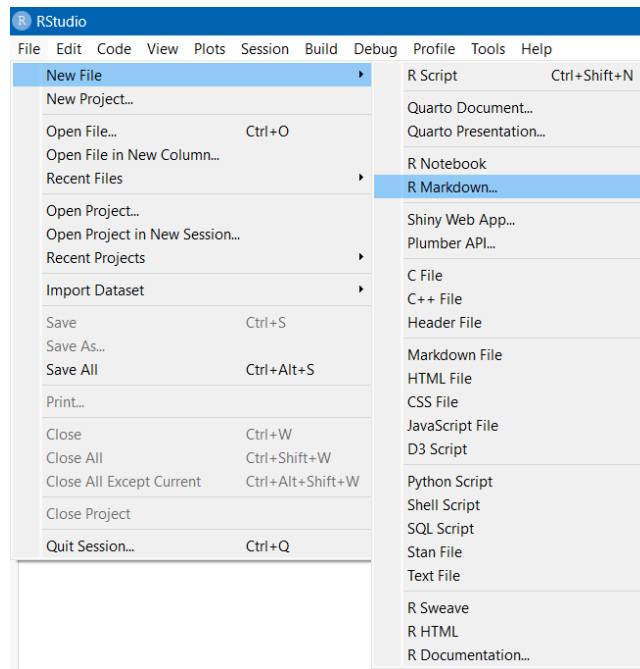 R RStudio
File Edit Code View Plots Session Build Debug Profile Tools Help
New File
New Project...
Open File... Ctrl+O
Open File in New Column...
Recent Files
Open Project...
Open Project in New Session...
Recent Projects
Import Dataset
Save Ctrl+S
Save As...
Save All Ctrl+Alt+S
Print...
Close Ctrl+W
Close All Ctrl+Shift+W
Close All Except Current Ctrl+Alt+Shift+W
Close Project
Quit Session... Ctrl+Q
R Script Ctrl+Shift+N
Quarto Document...
Quarto Presentation...
R Notebook
R Markdown...
Shiny Web App...
Plumber API...
C File
C++ File
Header File
Markdown File
HTML File
CSS File
JavaScript File
D3 Script
Python Script
Shell Script
SQL Script
Stan File
Text File
R Sweave
R HTML
R Documentation...